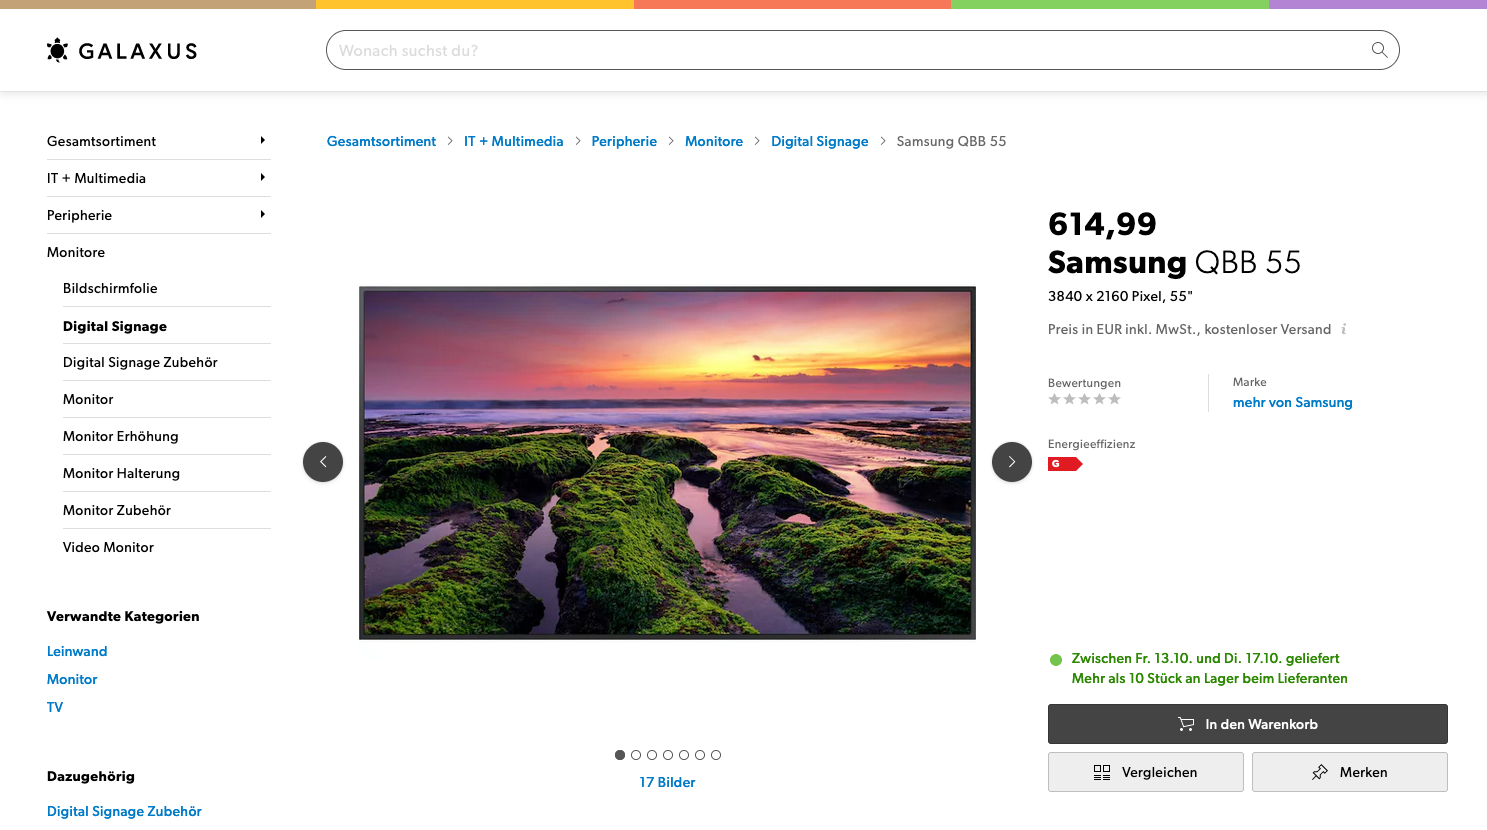 GALAXUS
Wonach suchst du?
Gesamtsortiment
IT + Multimedia
Peripherie
Monitore
Bildschirmfolie
Digital Signage
Digital Signage Zubehör
Monitor
Monitor Erhöhung
Monitor Halterung
Monitor Zubehör
Video Monitor
Verwandte Kategorien
Leinwand
Monitor
TV
Dazugehörig
Digital Signage Zubehör
Gesamtsortiment > IT + Multimedia > Peripherie > Monitore > Digital Signage > Samsung QBB 55
17 Bilder
614,99
Samsung QBB 55
3840 x 2160 Pixel, 55"
Preis in EUR inkl. MwSt., kostenloser Versand i
Bewertungen
Marke
mehr von Samsung
Energieeffizienz
G
Zwischen Fr. 13.10. und Di. 17.10. geliefert
Mehr als 10 Stück an Lager beim Lieferanten
In den Warenkorb
Vergleichen
Merken